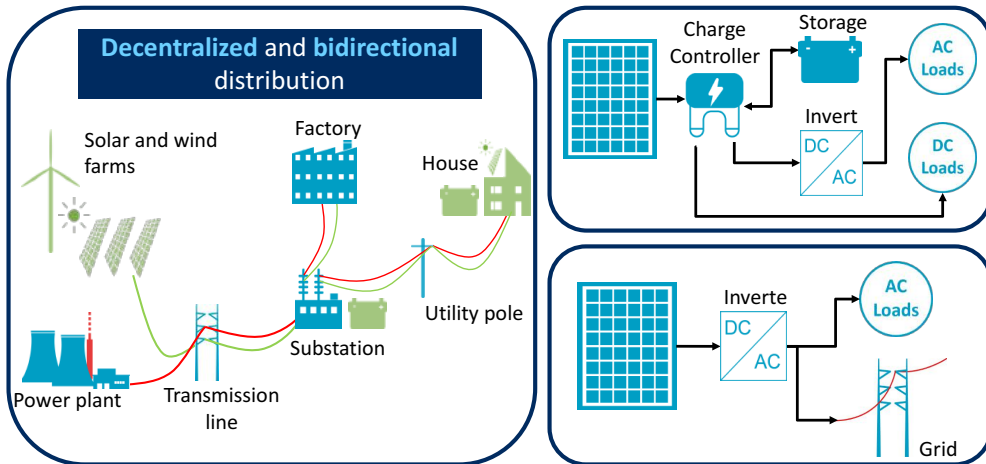 Decentralized and bidirectional
distribution
Solar and wind
farms
Factory
House
Utility pole
Substation
Transmission
line
Power plant
Charge
Controller
Storage
AC
Loads
Invert
DC
AC
DC
Loads
Inverte
DC
AC
AC
Loads
Grid